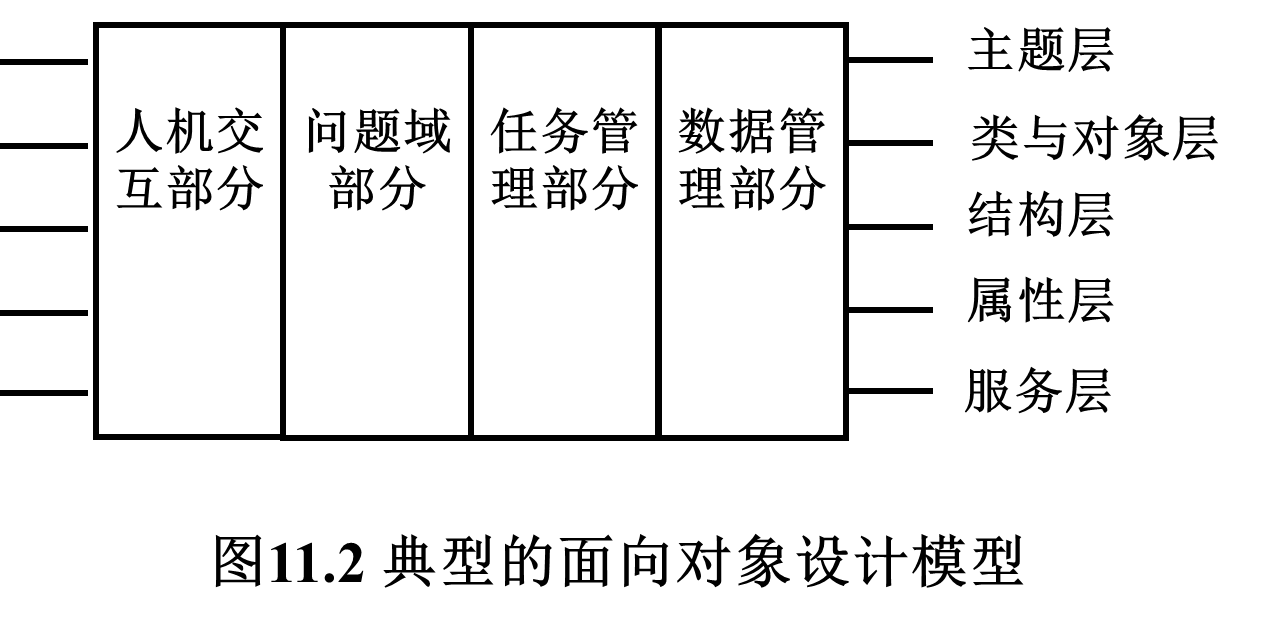 人机交
互部分
问题域
部分
任务管
理部分
数据管
理部分
主题层
类与对象层
结构层
属性层
服务层
图11.2 典型的面向对象设计模型